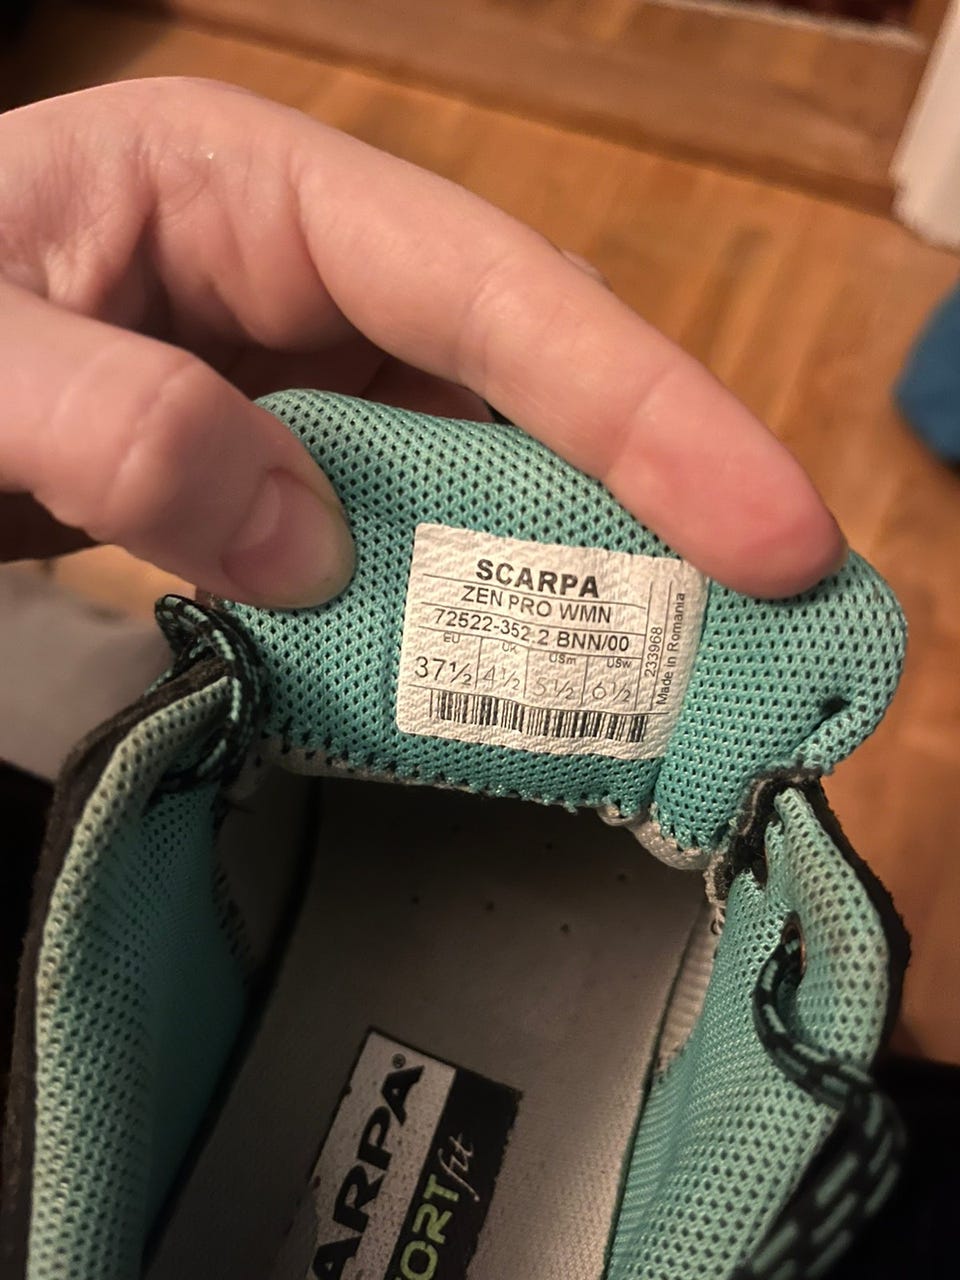 SCARPA
ZEN PRO WMN
72522-352 2 BNN/00
EU UK USm USw
37½ 4½ 5½ 6½
233968
Made in Romania
ARPA®
ORT fit